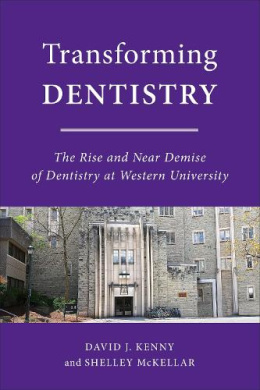 Transforming
DENTISTRY
The Rise and Near Demise
of Dentistry at Western University
DAVID J. KENNY
and SHELLEY McKELLAR